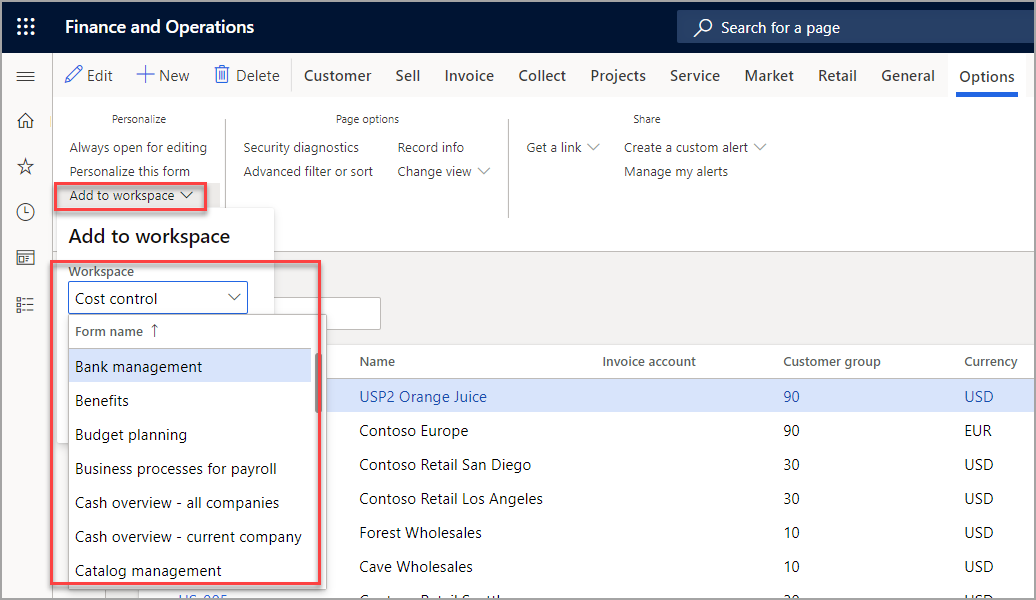 Finance and Operations
Search for a page
Edit New Delete Customer Sell Invoice Collect Projects Service Market Retail General Options
Personalize Page options Share
Always open for editing Security diagnostics Record info Get a link Create a custom alert
Personalize this form Advanced filter or sort Change view Manage my alerts
Add to workspace
Add to workspace
Workspace
Cost control
Form name ↑
Bank management
Benefits
Budget planning
Business processes for payroll
Cash overview - all companies
Cash overview - current company
Catalog management
Name Invoice account Customer group Currency
USP2 Orange Juice 90 USD
Contoso Europe 90 EUR
Contoso Retail San Diego 30 USD
Contoso Retail Los Angeles 30 USD
Forest Wholesales 10 USD
Cave Wholesales 10 USD